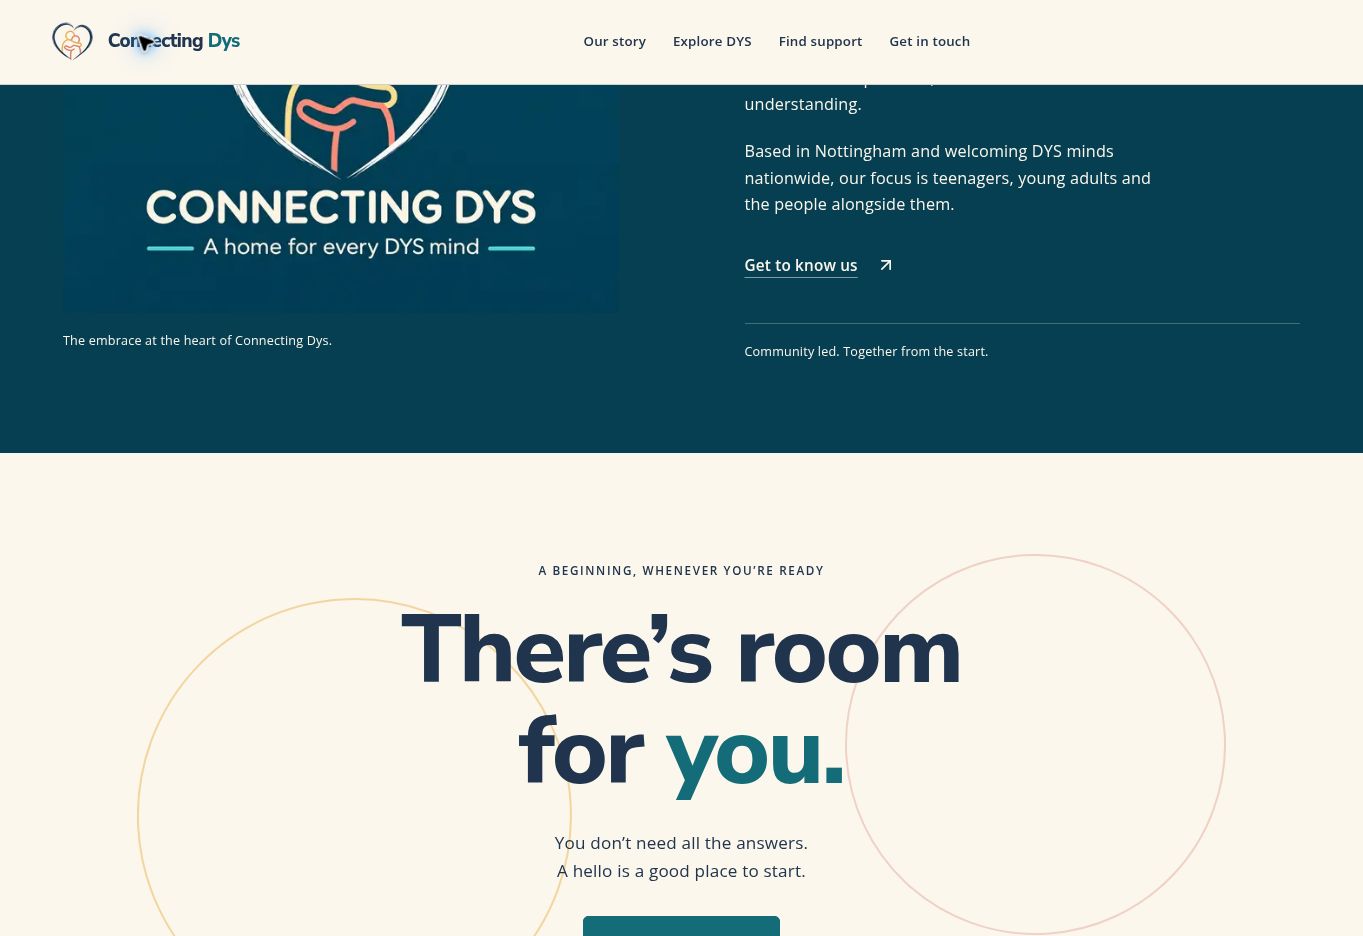 Connecting Dys
Our story
Explore DYS
Find support
Get in touch
understanding.
Based in Nottingham and welcoming DYS minds
nationwide, our focus is teenagers, young adults and
the people alongside them.
Get to know us
Community led. Together from the start.
CONNECTING DYS
A home for every DYS mind
The embrace at the heart of Connecting Dys.
A BEGINNING, WHENEVER YOU’RE READY
There’s room
for you.
You don’t need all the answers.
A hello is a good place to start.